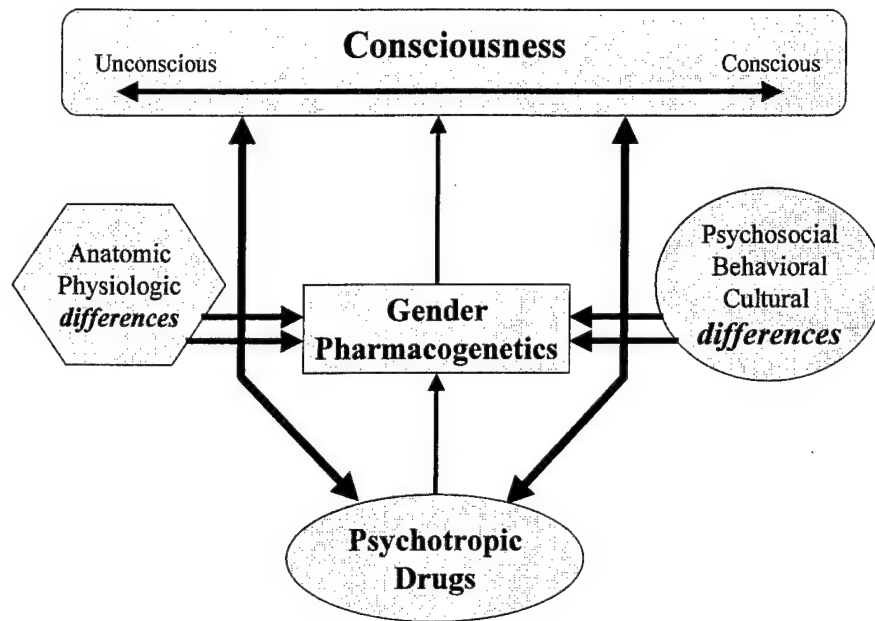 Consciousness
Unconscious
Conscious
Anatomic
Physiologic
differences
Gender
Pharmacogenetics
Psychosocial
Behavioral
Cultural
differences
Psychotropic
Drugs